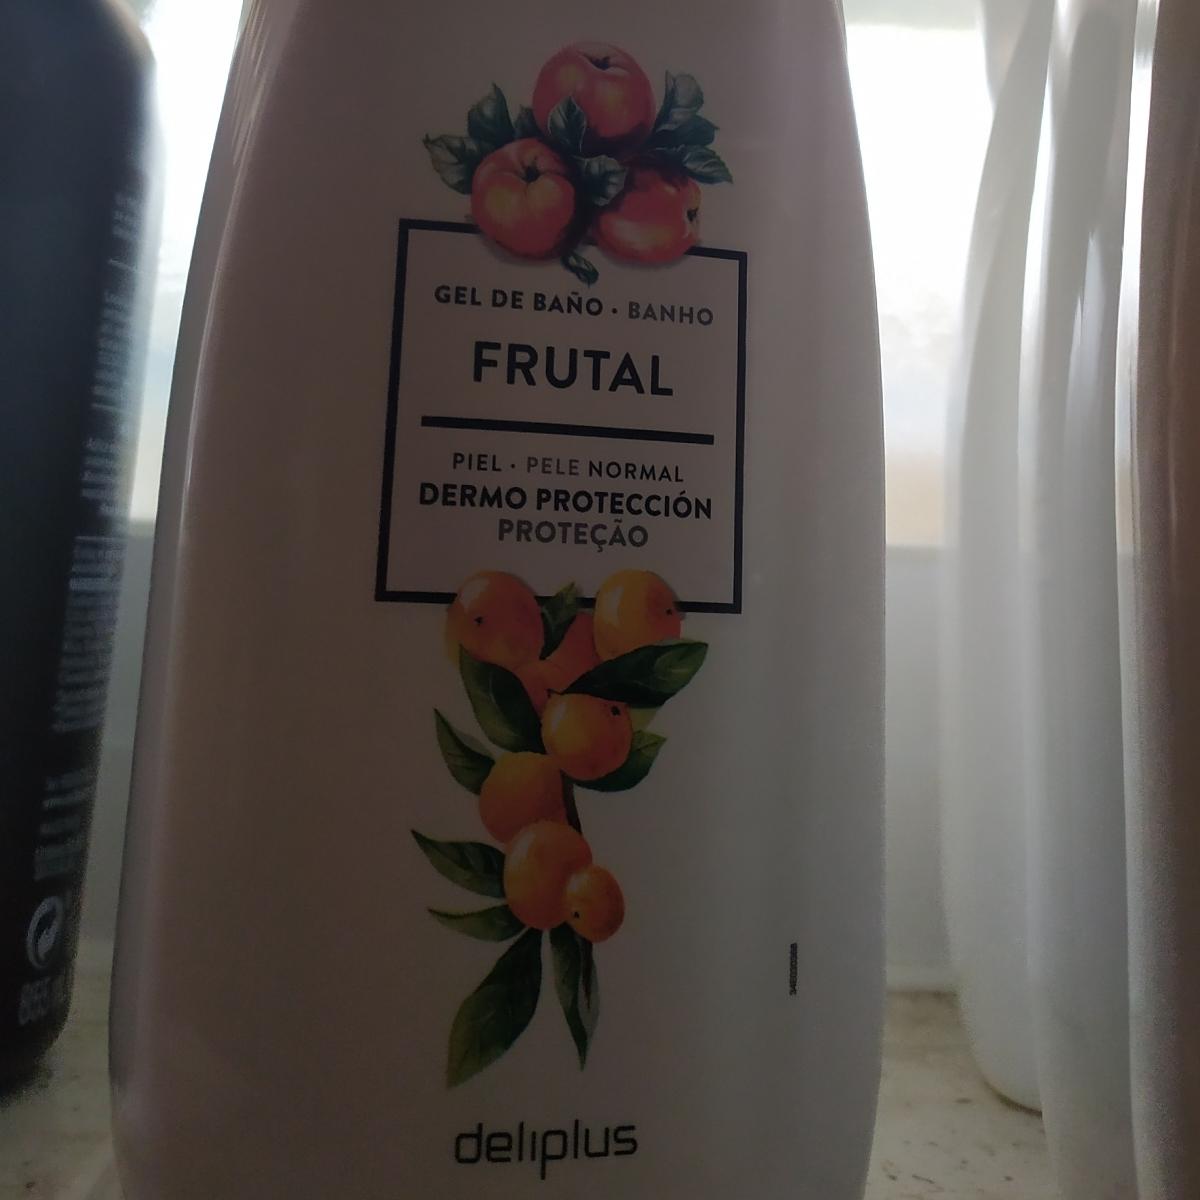 GEL DE BAÑO · BANHO
FRUTAL
PIEL · PELE NORMAL
DERMO PROTECCIÓN
PROTEÇÃO
deliplus